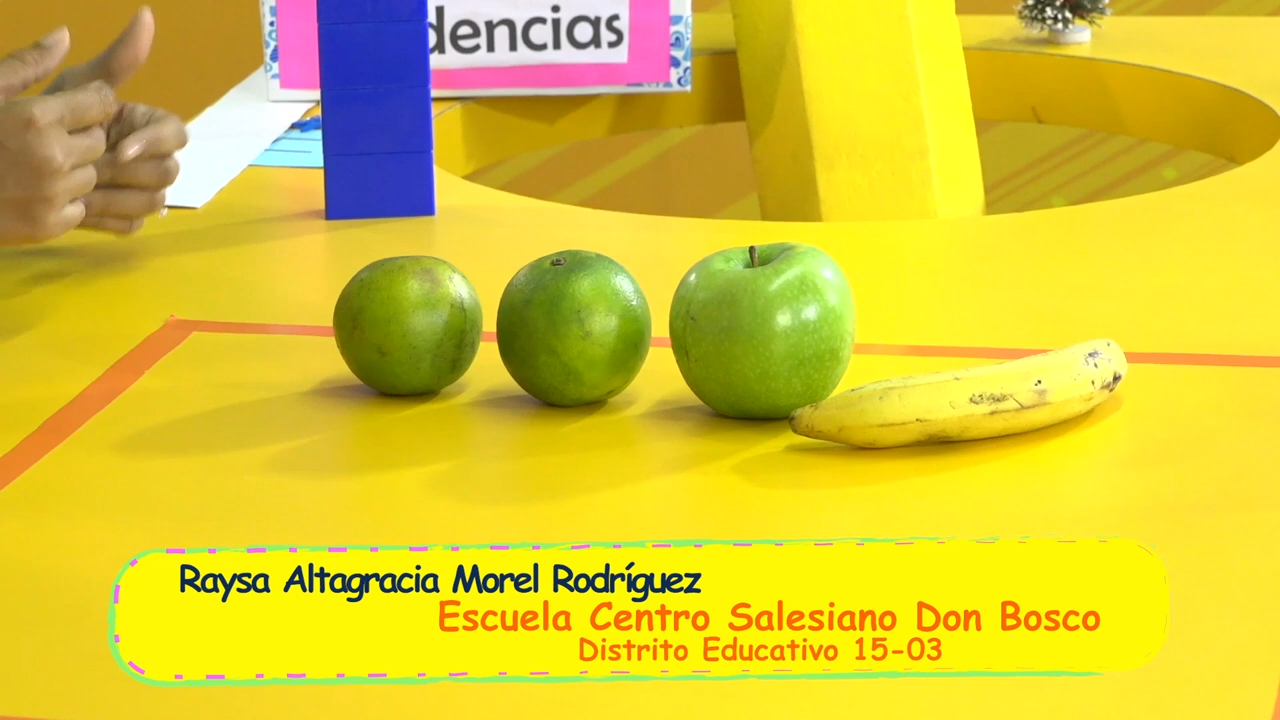 dencias
Raysa Altagracia Morel Rodríguez
Escuela Centro Salesiano Don Bosco
Distrito Educativo 15-03